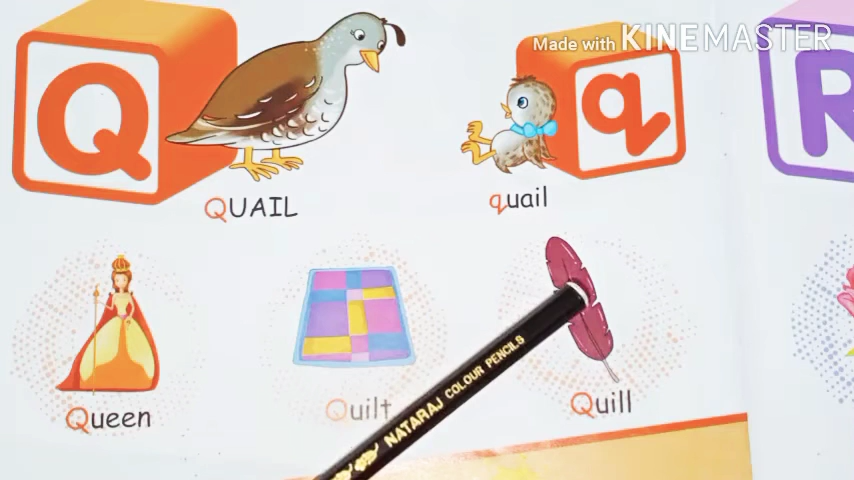 Made with KINEMASTER
Q
q
R
QUAIL
quail
Queen
Quilt
Quill
NATARAJ COLOUR PENCILS